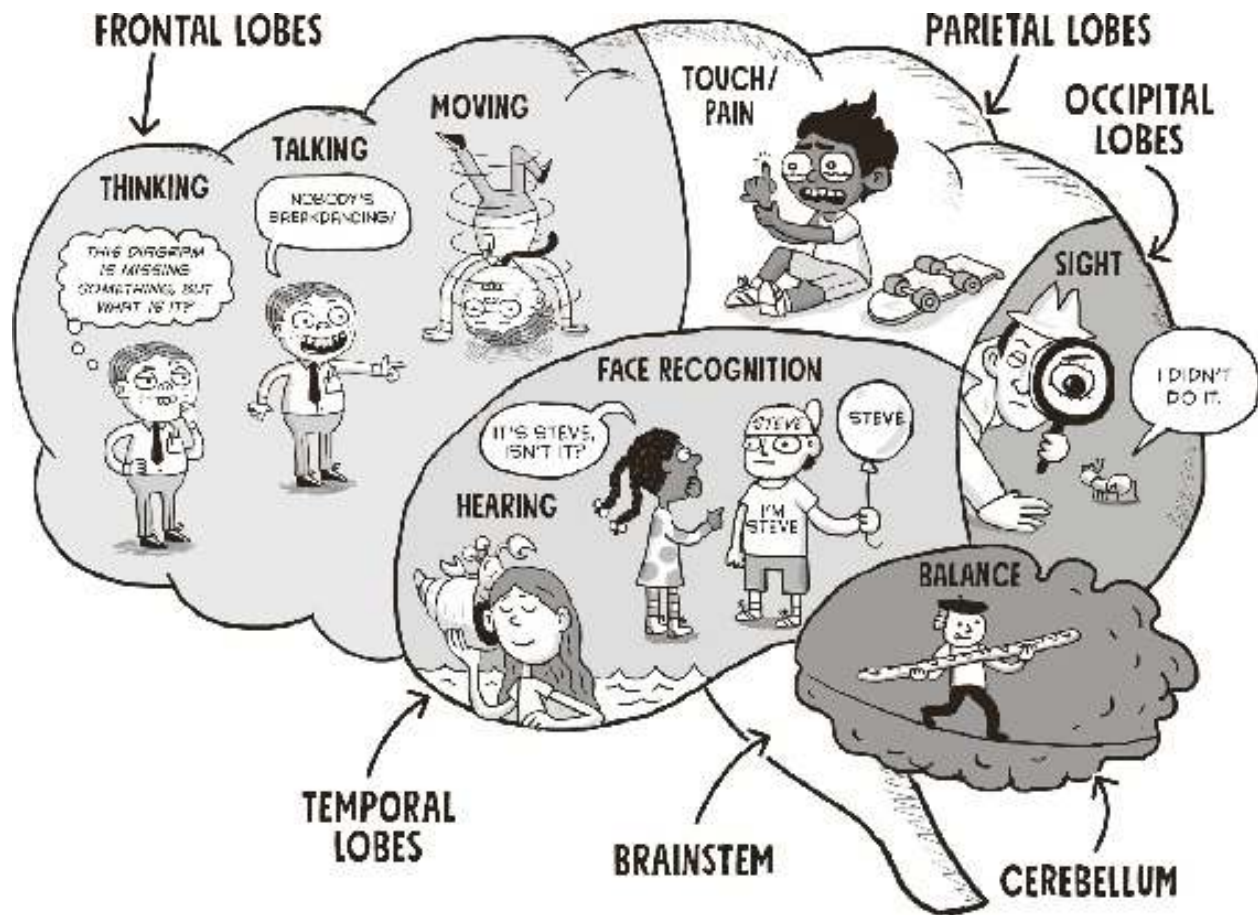 FRONTAL LOBES
PARIETAL LOBES
OCCIPITAL
LOBES
THINKING
TALKING
MOVING
TOUCH/
PAIN
SIGHT
THIS DIAGRAM
IS MISSING
SOMETHING, BUT
WHAT IS IT?
NOBODY'S
BREAKDANCING!
I DIDN'T
DO IT.
FACE RECOGNITION
IT'S STEVE,
ISN'T IT?
STEVE
STEVE
I'M
STEVE
HEARING
BALANCE
TEMPORAL
LOBES
BRAINSTEM
CEREBELLUM